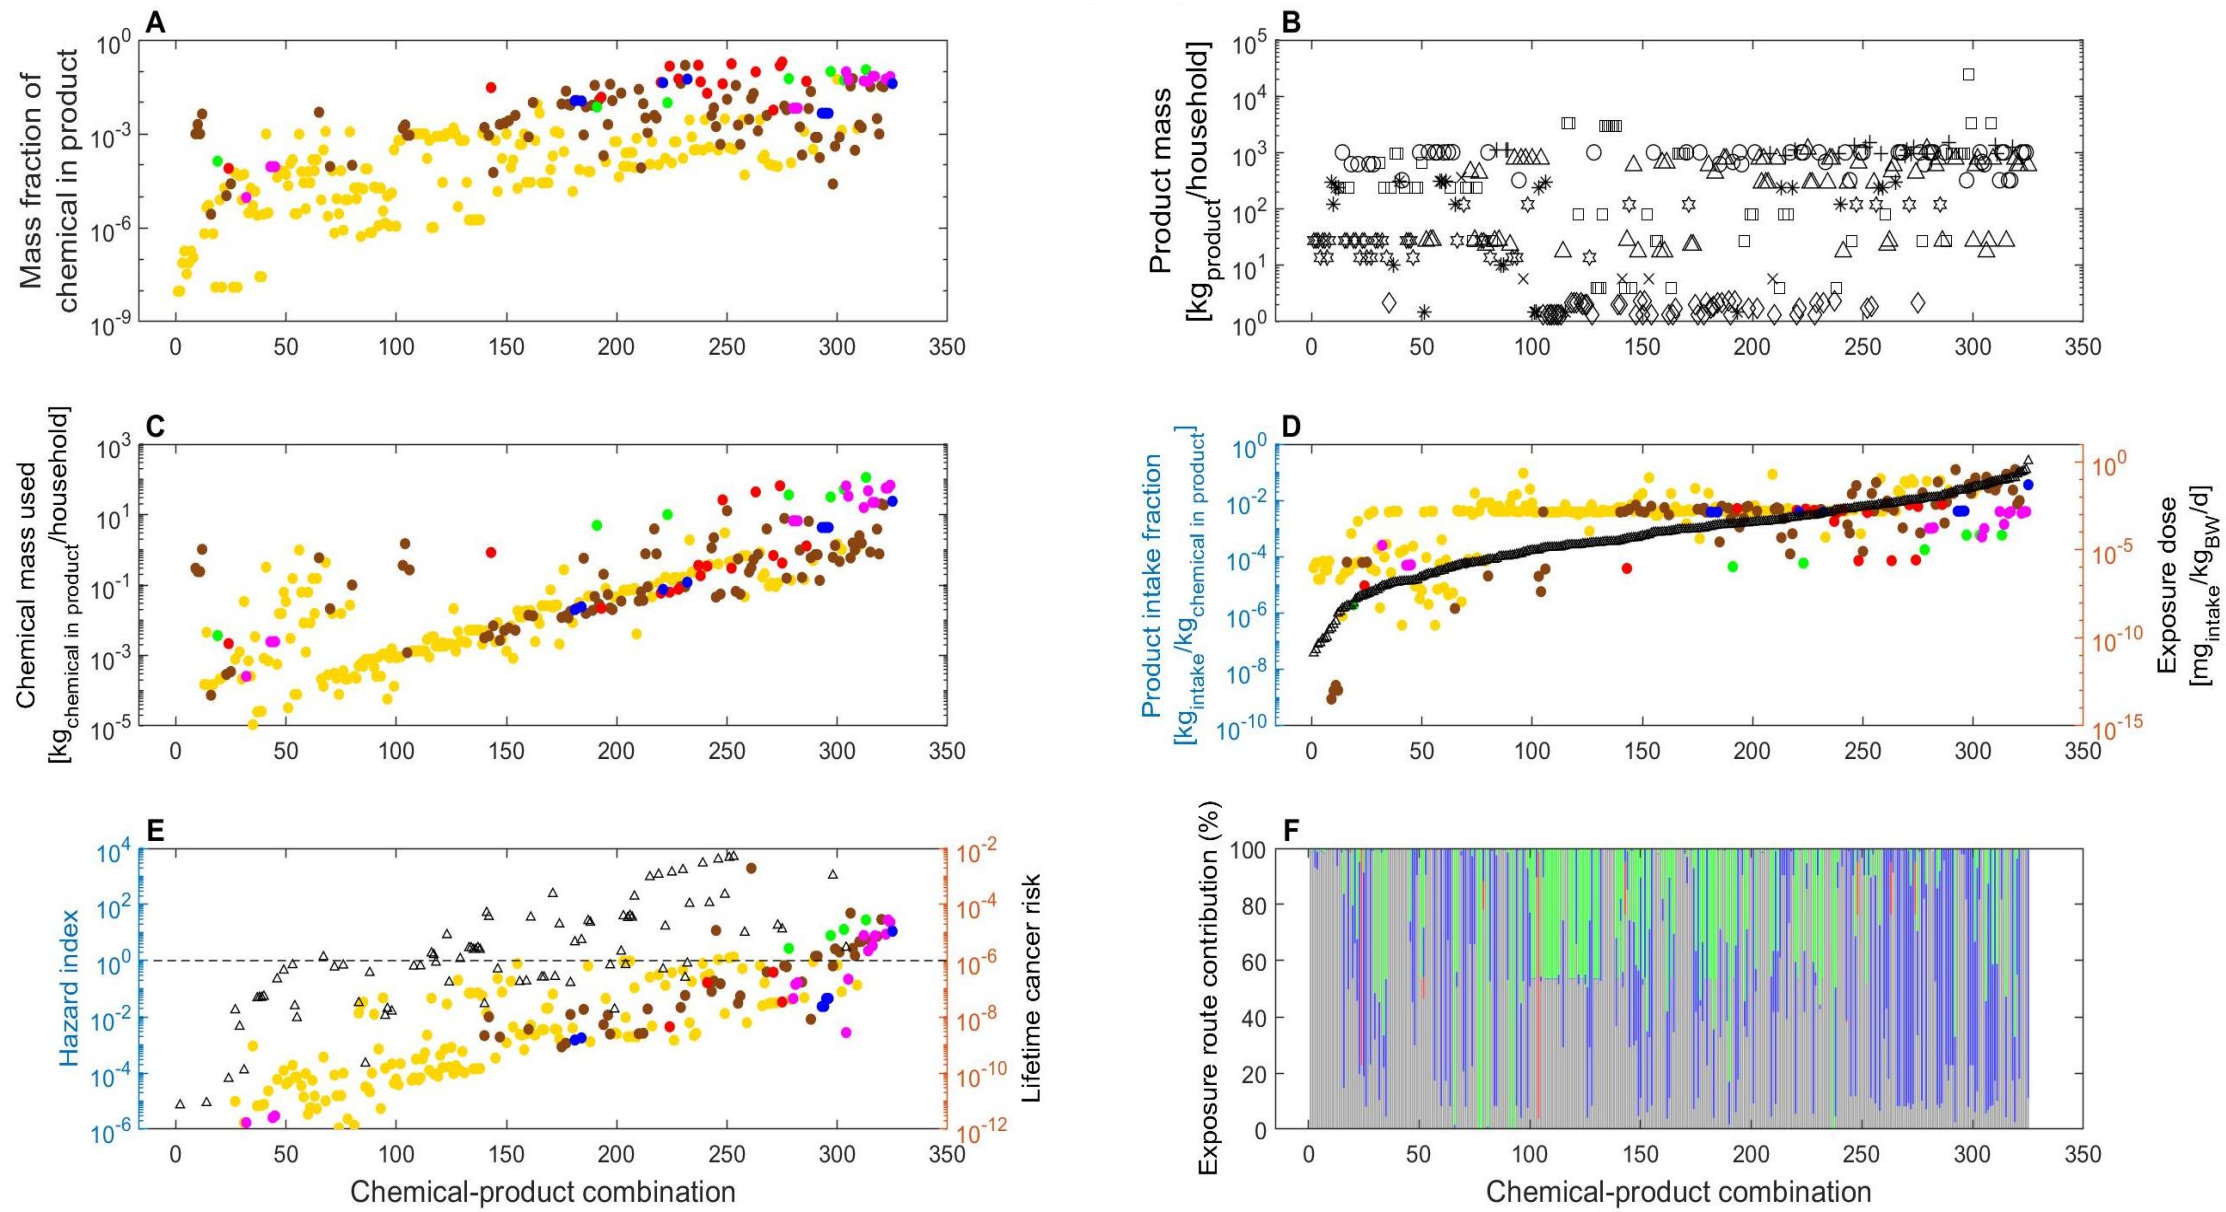 A
Mass fraction of
chemical in product
10^0
10^-3
10^-6
10^-9
0 50 100 150 200 250 300 350
B
Product mass
[kg_product/household]
10^5
10^4
10^3
10^2
10^1
10^0
0 50 100 150 200 250 300 350
C
Chemical mass used
[kg_chemical in product/household]
10^3
10^1
10^-1
10^-3
10^-5
0 50 100 150 200 250 300 350
D
Product intake fraction
[kg_intake/kg_chemical in product]
10^0
10^-2
10^-4
10^-6
10^-8
10^-10
0 50 100 150 200 250 300 350
10^0
10^-5
10^-10
10^-15
Exposure dose
[mg_intake/kg_BW/d]
E
Hazard index
10^4
10^2
10^0
10^-2
10^-4
10^-6
0 50 100 150 200 250 300 350
10^-2
10^-4
10^-6
10^-8
10^-10
10^-12
Lifetime cancer risk
Chemical-product combination
F
Exposure route contribution (%)
100
80
60
40
20
0
0 50 100 150 200 250 300 350
Chemical-product combination